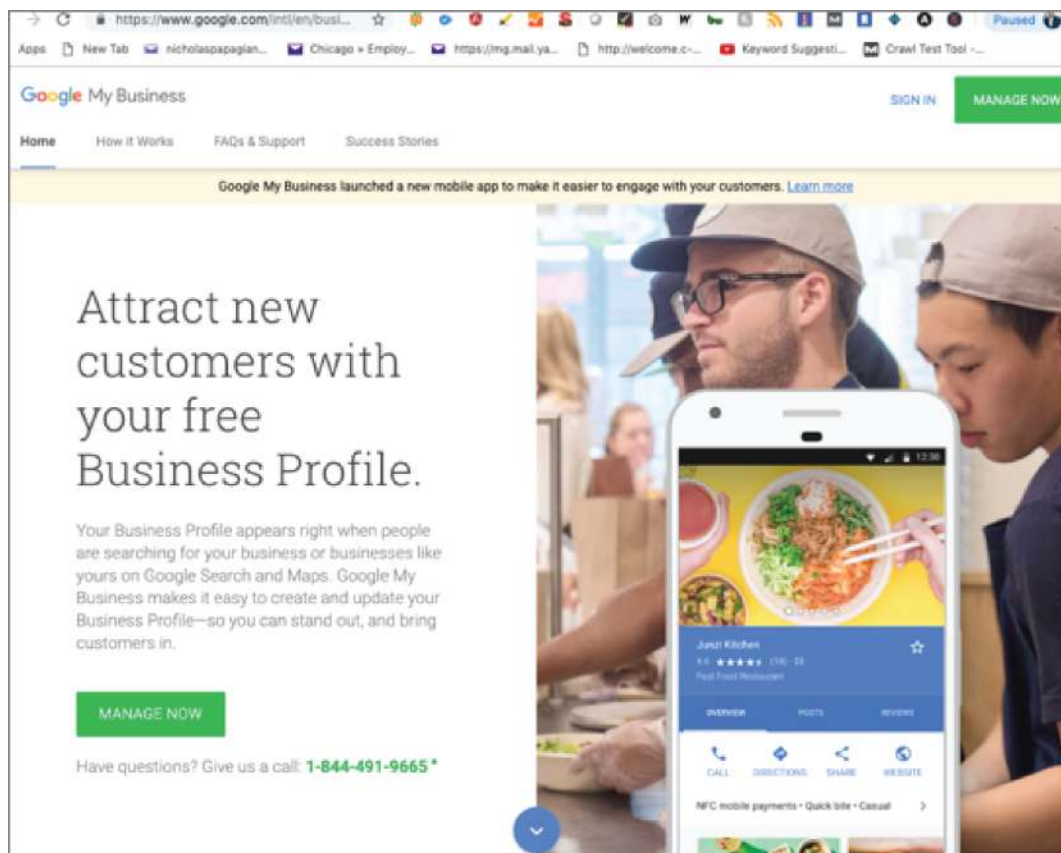 https://www.google.com/intl/en/busi...
Paused
Apps New Tab nicholaspapagian... Chicago » Employ... https://mg.mail.ya... http://welcome.c-... Keyword Suggesti... Crawl Test Tool -...
Google My Business
SIGN IN
MANAGE NOW
Home How it Works FAQs & Support Success Stories
Google My Business launched a new mobile app to make it easier to engage with your customers. Learn more
Attract new
customers with
your free
Business Profile.
Your Business Profile appears right when people
are searching for your business or businesses like
yours on Google Search and Maps. Google My
Business makes it easy to create and update your
Business Profile—so you can stand out, and bring
customers in.
MANAGE NOW
Have questions? Give us a call: 1-844-491-9665*
12:30
Junzi Kitchen
Fast Food Restaurant
OVERVIEW POSTS REVIEWS
CALL DIRECTIONS SHARE WEBSITE
NFC mobile payments • Quick bite • Casual